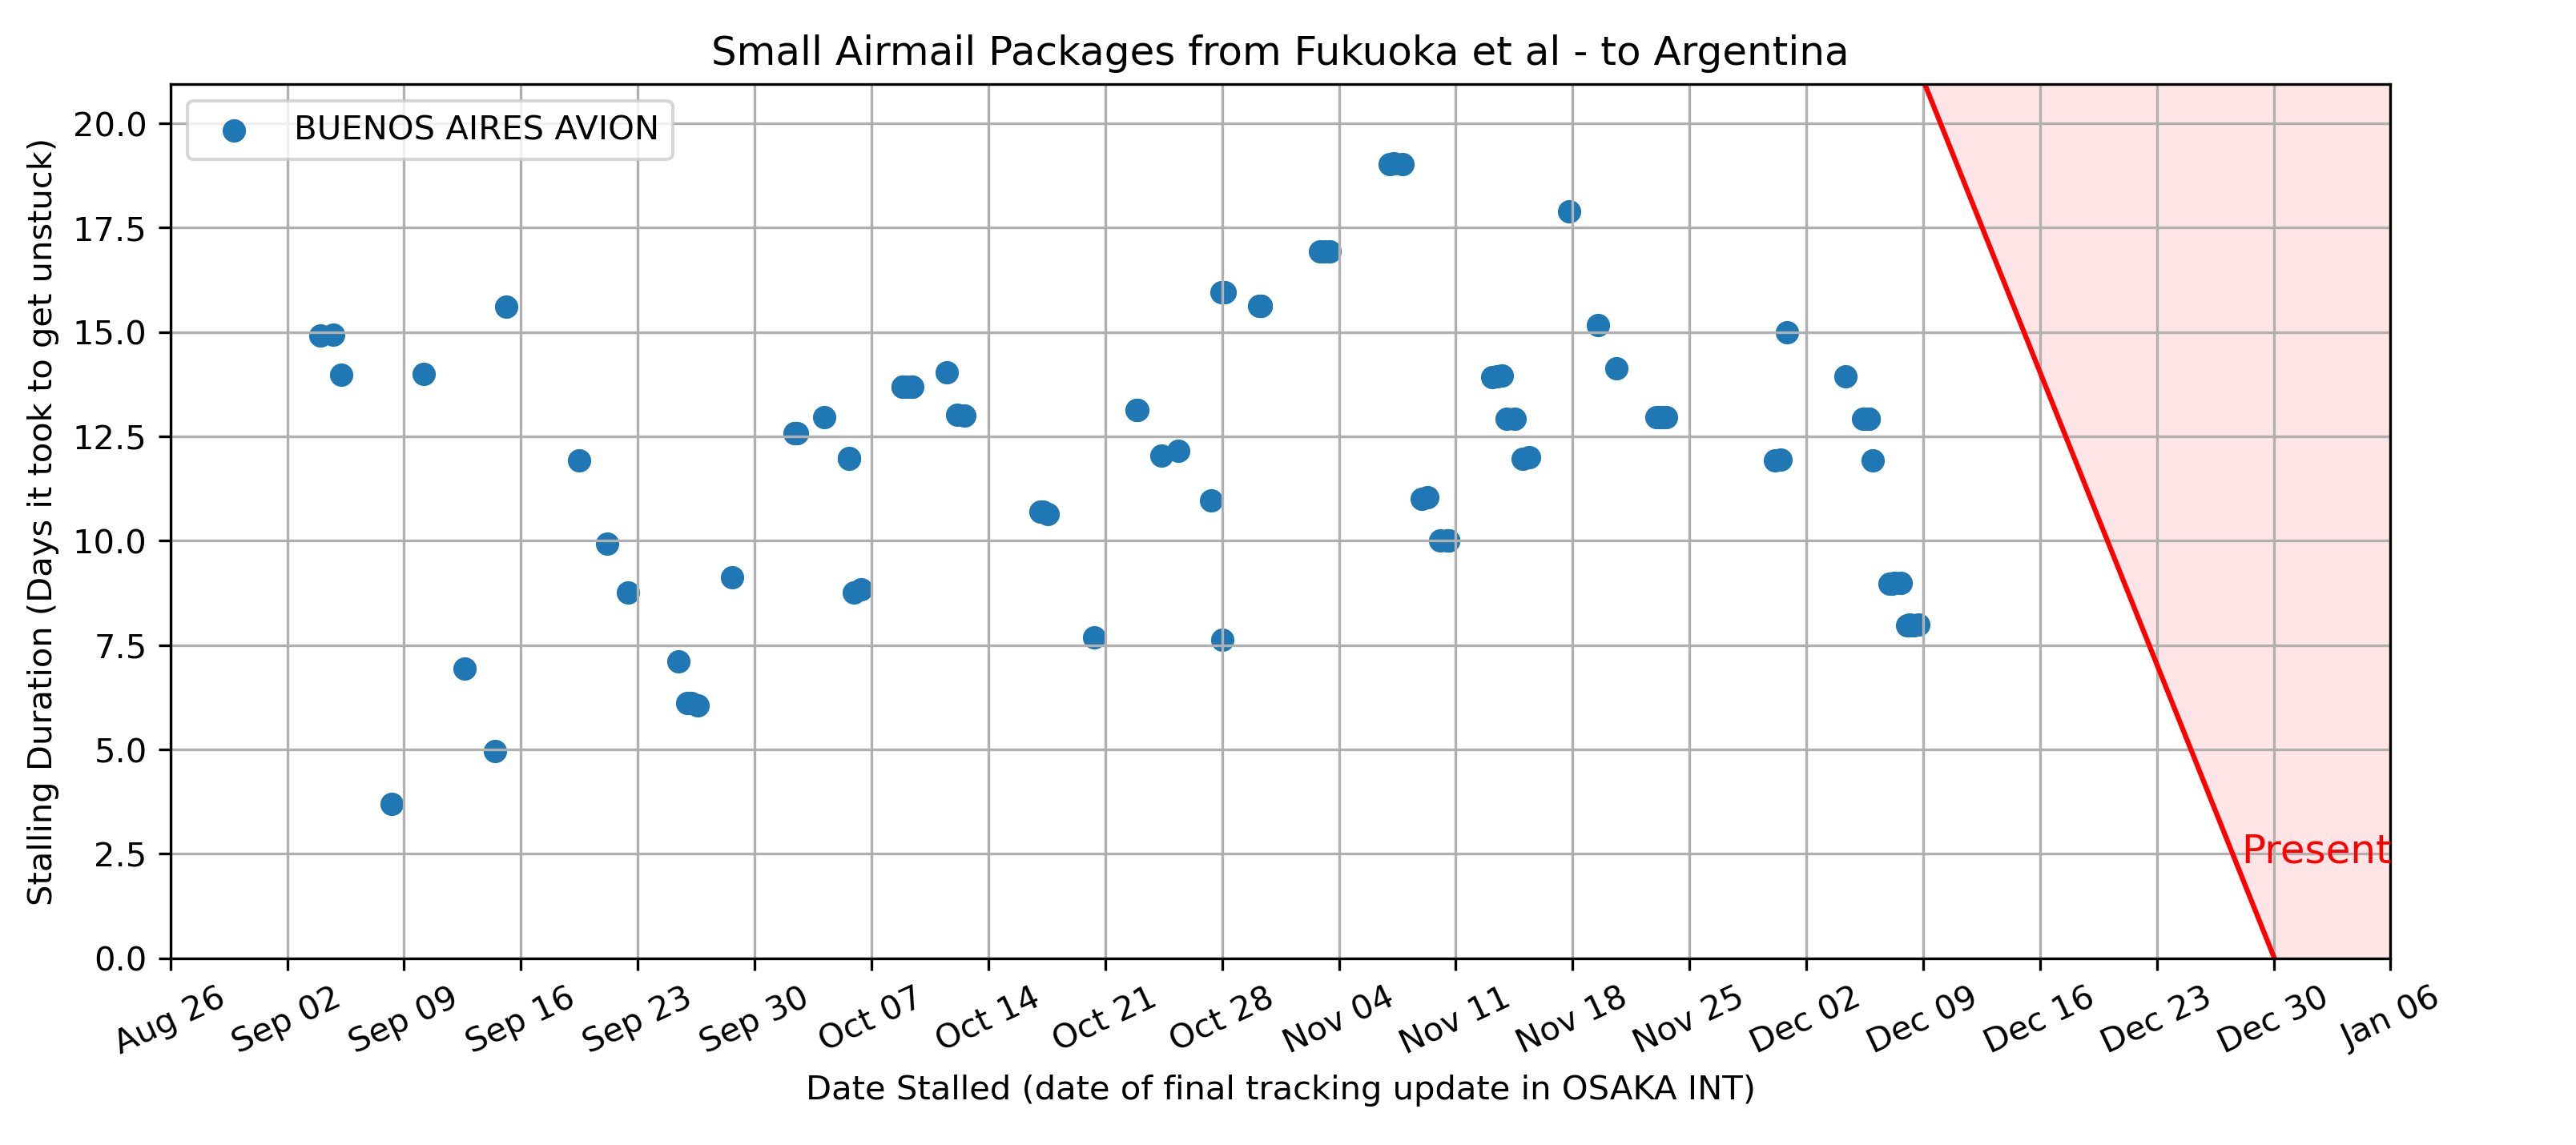 Small Airmail Packages from Fukuoka et al - to Argentina
BUENOS AIRES AVION
Stalling Duration (Days it took to get unstuck)
20.0
17.5
15.0
12.5
10.0
7.5
5.0
2.5
0.0
Present
Aug 26
Sep 02
Sep 09
Sep 16
Sep 23
Sep 30
Oct 07
Oct 14
Oct 21
Oct 28
Nov 04
Nov 11
Nov 18
Nov 25
Dec 02
Dec 09
Dec 16
Dec 23
Dec 30
Jan 06
Date Stalled (date of final tracking update in OSAKA INT)